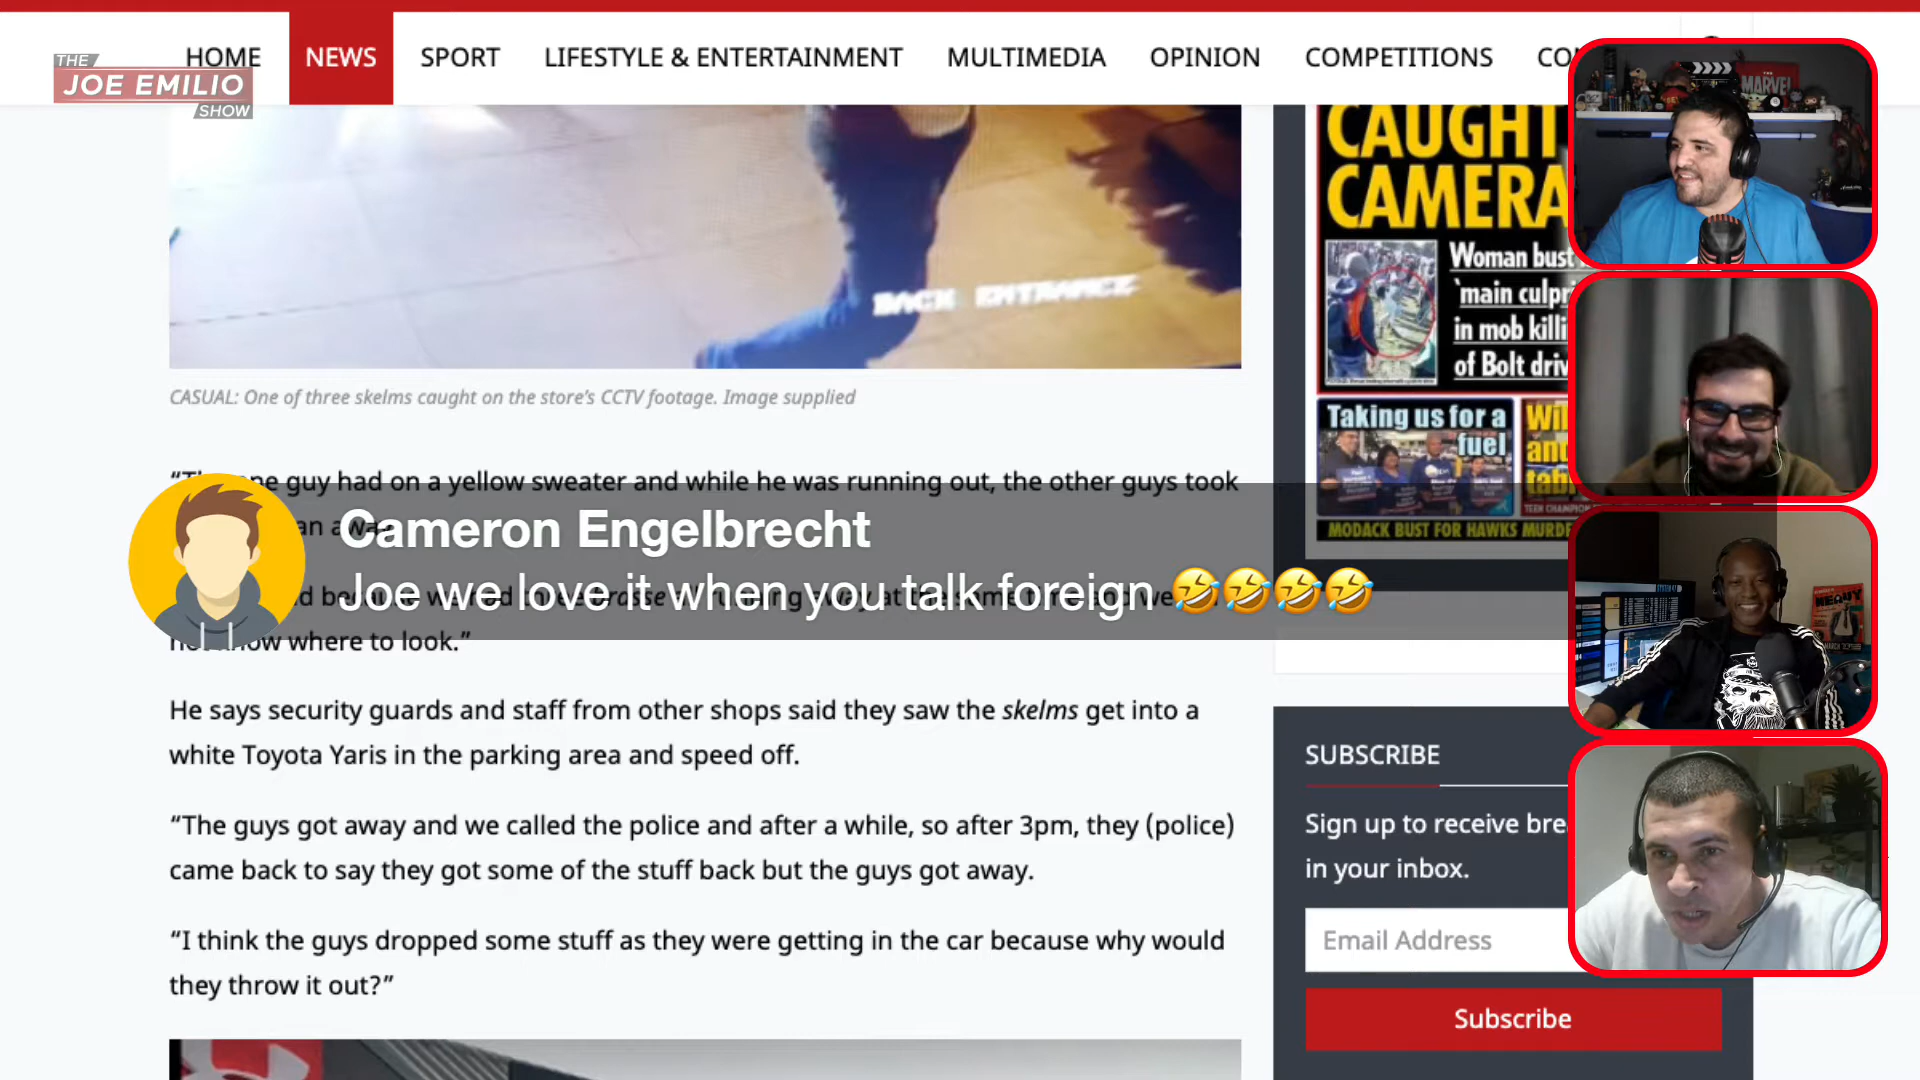 HOME NEWS SPORT LIFESTYLE & ENTERTAINMENT MULTIMEDIA OPINION COMPETITIONS
THE
JOE EMILIO
SHOW
BACK ENTRANCE
CASUAL: One of three skelms caught on the store's CCTV footage. Image supplied
one guy had on a yellow sweater and while he was running out, the other guys took
Cameron Engelbrecht
Joe we love it when you talk foreign 🤣🤣🤣🤣
where to look.”
He says security guards and staff from other shops said they saw the skelms get into a
white Toyota Yaris in the parking area and speed off.
“The guys got away and we called the police and after a while, so after 3pm, they (police)
came back to say they got some of the stuff back but the guys got away.
“I think the guys dropped some stuff as they were getting in the car because why would
they throw it out?”
CAUGHT
CAMERA
Woman bust
`main
in mob
of Bolt
Taking us for a
fuel
MODACK BUST FOR HAWKS
SUBSCRIBE
Sign up to receive
in your inbox.
Email Address
Subscribe
MARVEL